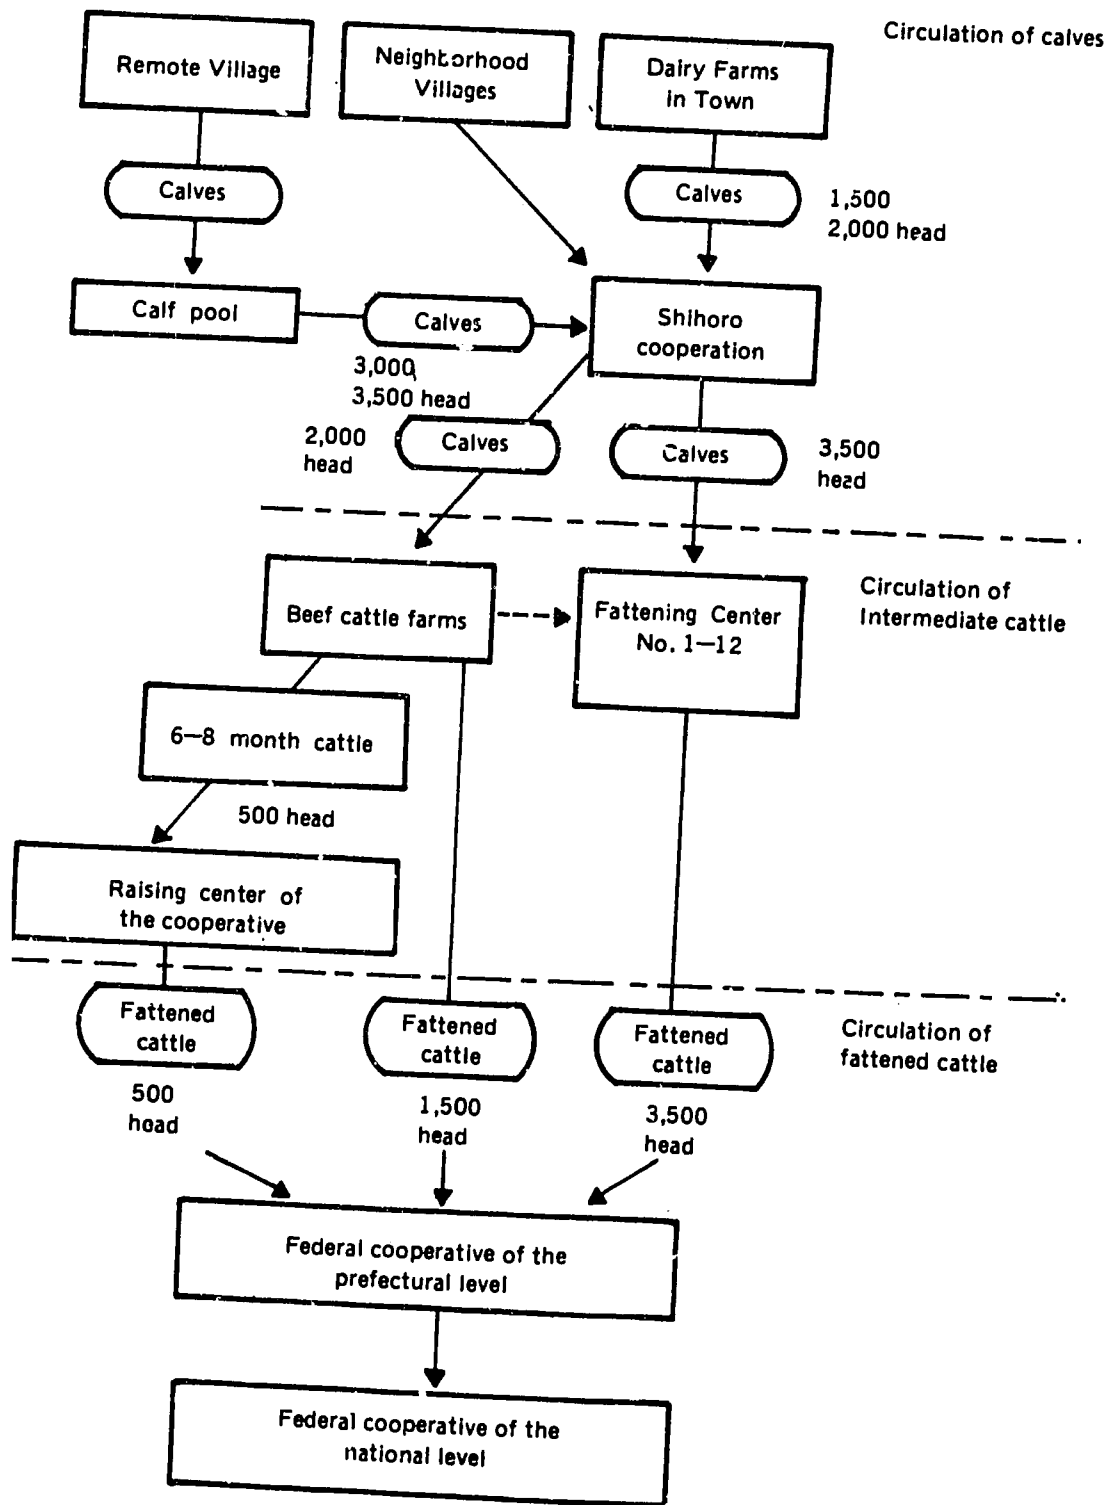 Circulation of calves
Remote Village
Neighborhood
Villages
Dairy Farms
in Town
Calves
Calves
1,500
2,000 head
Calf pool
Calves
Shihoro
cooperation
3,000
3,500 head
2,000
head
Calves
Calves
3,500
head
Beef cattle farms
Fattening Center
No. 1—12
Circulation of
Intermediate cattle
6—8 month cattle
500 head
Raising center of
the cooperative
Fattened
cattle
Fattened
cattle
Fattened
cattle
Circulation of
fattened cattle
500
head
1,500
head
3,500
head
Federal cooperative of the
prefectural level
Federal cooperative of the
national level